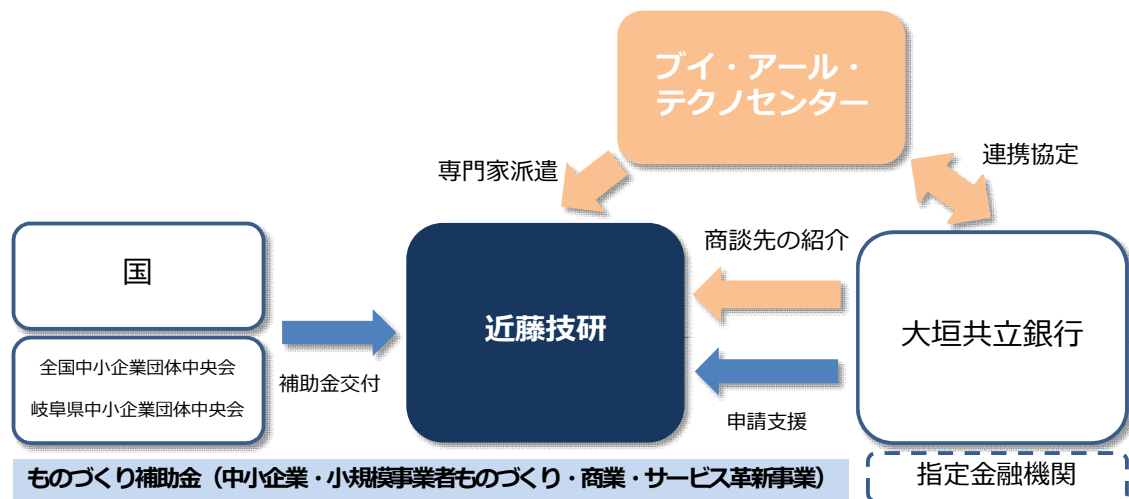 ブイ・アール・
テクノセンター
専門家派遣
連携協定
商談先の紹介
国
近藤技研
大垣共立銀行
全国中小企業団体中央会
岐阜県中小企業団体中央会
補助金交付
申請支援
ものづくり補助金（中小企業・小規模事業者ものづくり・商業・サービス革新事業）
指定金融機関